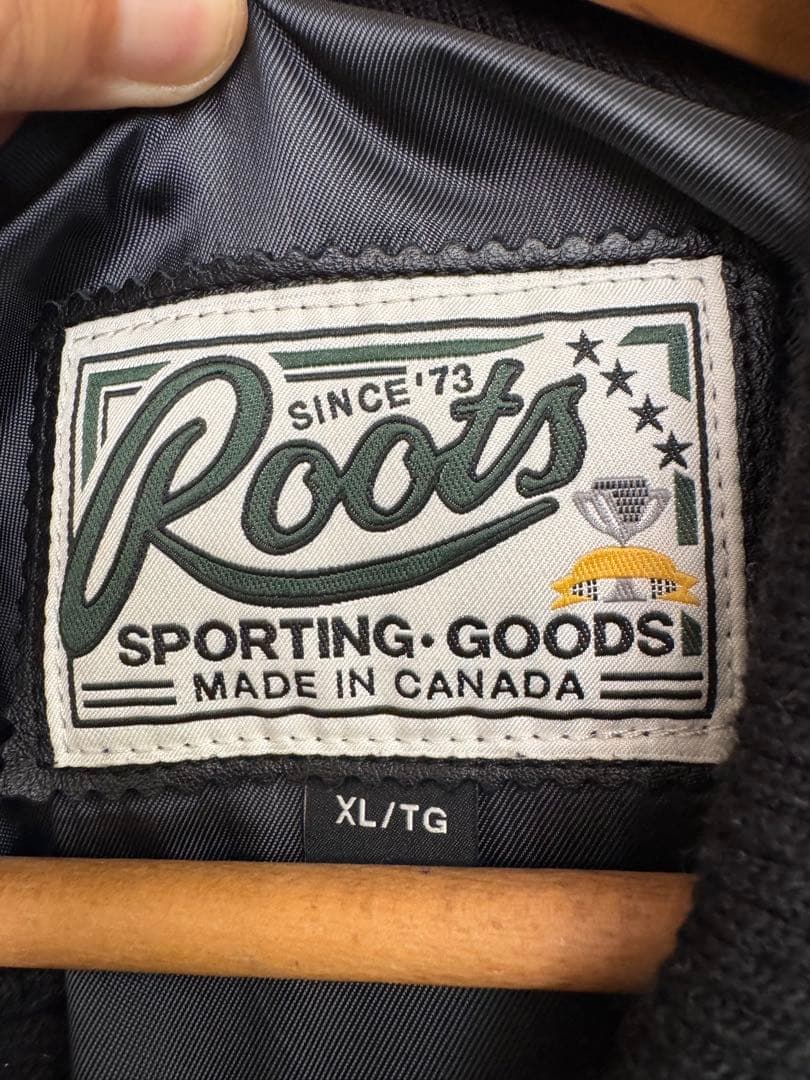 SINCE '73
Roots
SPORTING • GOODS
MADE IN CANADA
XL/TG